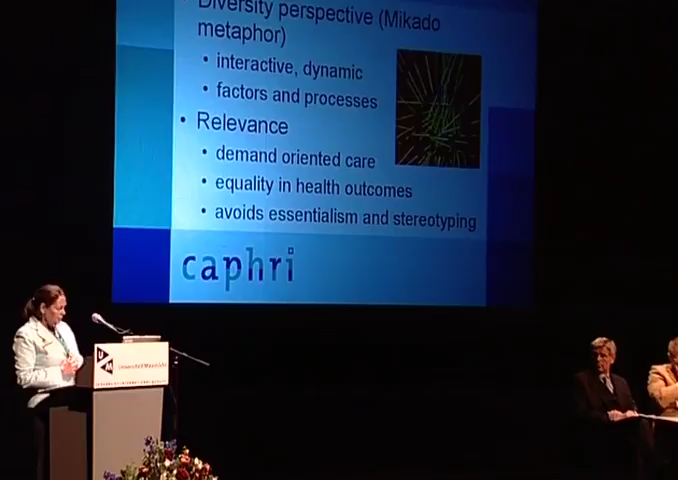 • Diversity perspective (Mikado
metaphor)
• interactive, dynamic
• factors and processes
• Relevance
• demand oriented care
• equality in health outcomes
• avoids essentialism and stereotyping
caphri
U
M
Universiteit Maastricht